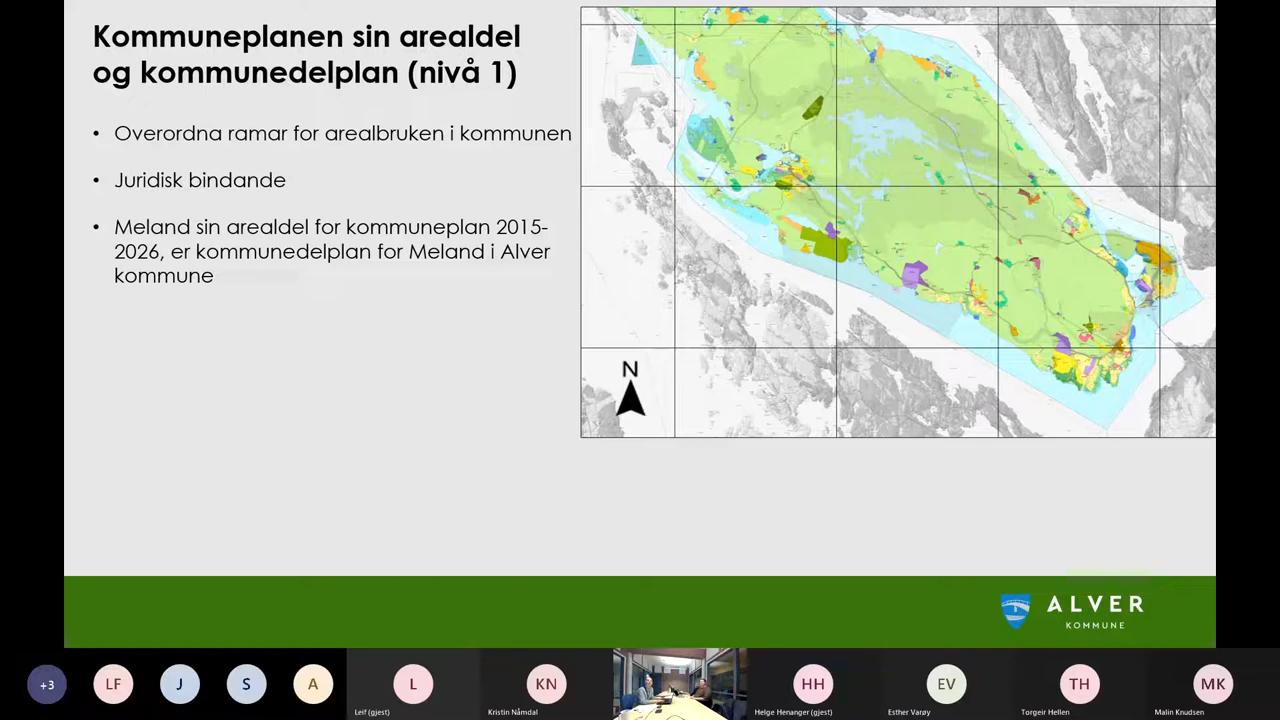 Kommuneplanen sin arealdel
og kommunedelplan (nivå 1)
• Overordna ramar for arealbruken i kommunen
• Juridisk bindande
• Meland sin arealdel for kommuneplan 2015-
2026, er kommunedelplan for Meland i Alver
kommune
N
ALVER
KOMMUNE
+3
LF
J
S
A
L
KN
HH
EV
TH
MK
Leif (gjest)
Kristin Nåmdal
Helge Henanger (gjest)
Esther Varøy
Torgeir Hellen
Malin Knudsen